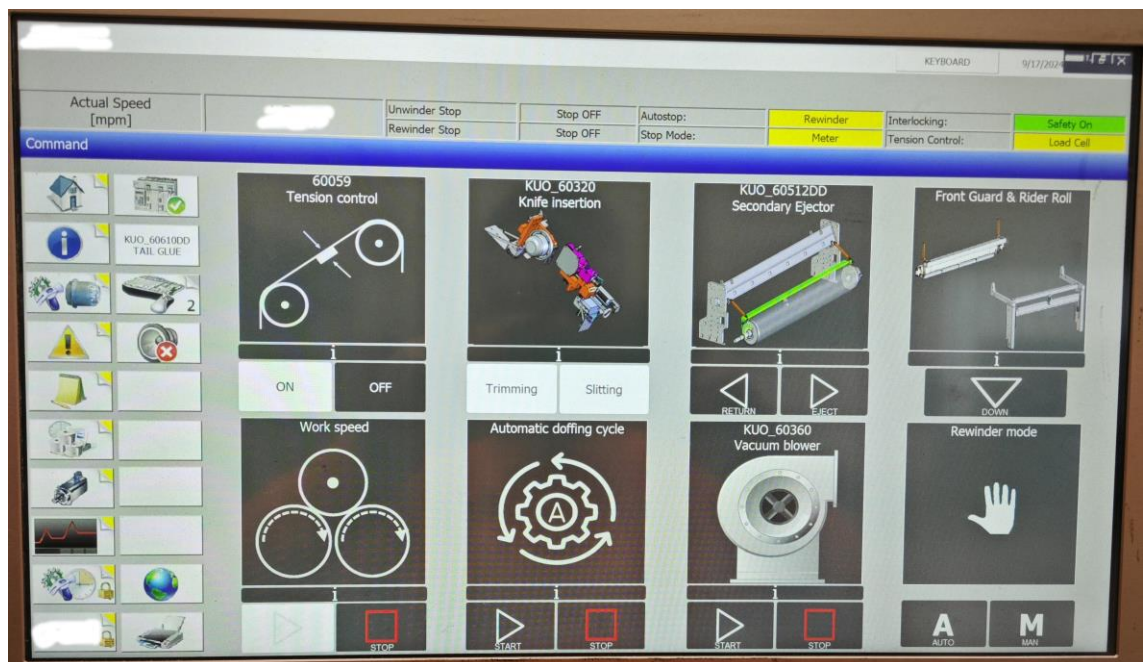 KEYBOARD
9/17/2024
Actual Speed
[mpm]
Unwinder Stop
Stop OFF
Autostop:
Rewinder
Interlocking:
Safety On
Rewinder Stop
Stop OFF
Stop Mode:
Meter
Tension Control:
Load Cell
Command
60059
Tension control
KUO_60320
Knife insertion
KUO_60512DD
Secondary Ejector
Front Guard & Rider Roll
KUO_60610DD
TAIL GLUE
2
i
i
i
i
ON
OFF
Trimming
Slitting
RETURN
EJECT
DOWN
Work speed
Automatic doffing cycle
KUO_60360
Vacuum blower
Rewinder mode
A
i
i
i
STOP
START
STOP
START
STOP
A
AUTO
M
MAN